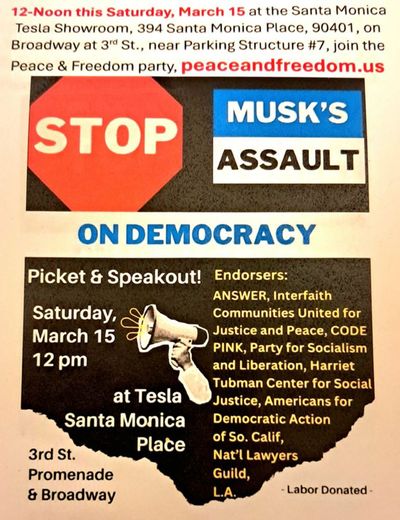 12-Noon this Saturday, March 15 at the Santa Monica
Tesla Showroom, 394 Santa Monica Place, 90401, on
Broadway at 3rd St., near Parking Structure #7, join the
Peace & Freedom party, peaceandfreedom.us
STOP
MUSK'S
ASSAULT
ON DEMOCRACY
Picket & Speakout!
Saturday,
March 15
12 pm
at Tesla
Santa Monica
Place
3rd St.
Promenade
& Broadway
Endorsers:
ANSWER, Interfaith
Communities United for
Justice and Peace, CODE
PINK, Party for Socialism
and Liberation, Harriet
Tubman Center for Social
Justice, Americans for
Democratic Action
of So. Calif,
Nat'l Lawyers
Guild,
L.A.
- Labor Donated -